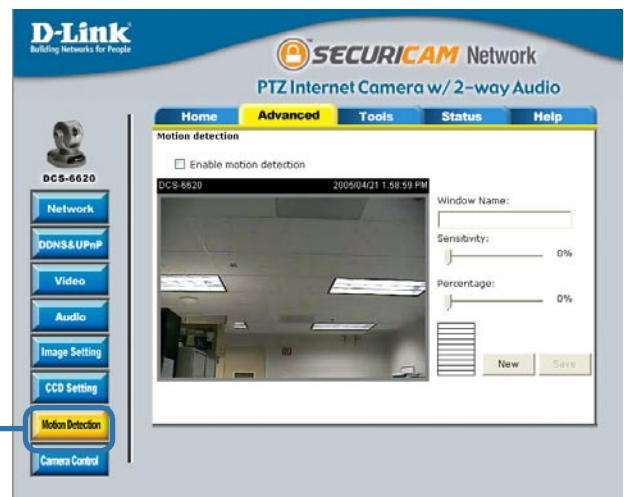 D-Link
Building Networks for People
SECURICAM Network
PTZ Internet Camera w/ 2-way Audio
Home Advanced Tools Status Help
DCS-6620
Network
DDNS&UPnP
Video
Audio
Image Setting
CCD Setting
Motion Detection
Camera Control
Motion detection
Enable motion detection
DCS-6620 2005/04/21 1:58:59 PM
Window Name:
Sensitivity:
0%
Percentage:
0%
New Save